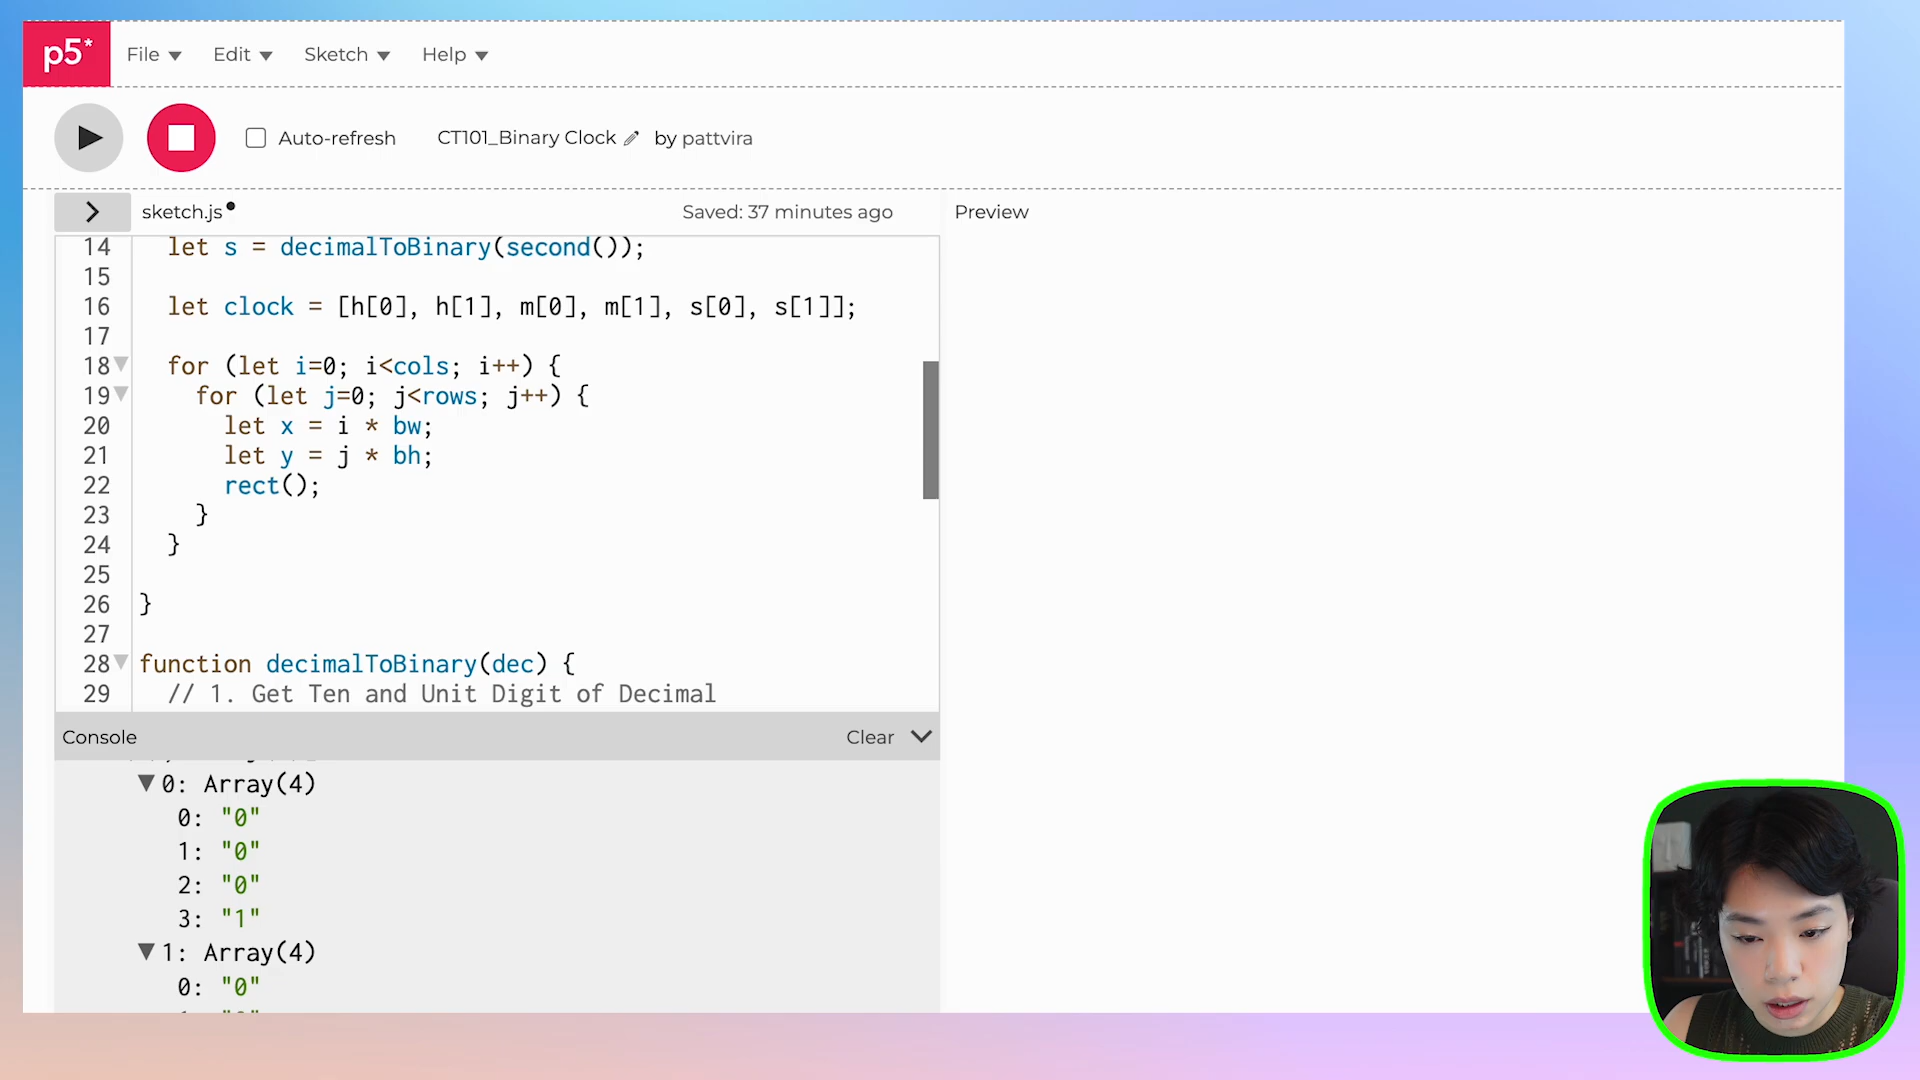 p5* File Edit Sketch Help
Auto-refresh CT101_Binary Clock by pattvira
sketch.js Saved: 37 minutes ago Preview
14 let s = decimalToBinary(second());
15
16 let clock = [h[0], h[1], m[0], m[1], s[0], s[1]];
17
18 for (let i=0; i<cols; i++) {
19 for (let j=0; j<rows; j++) {
20 let x = i * bw;
21 let y = j * bh;
22 rect();
23 }
24 }
25
26 }
27
28 function decimalToBinary(dec) {
29 // 1. Get Ten and Unit Digit of Decimal
Console Clear
0: Array(4)
0: "0"
1: "0"
2: "0"
3: "1"
1: Array(4)
0: "0"